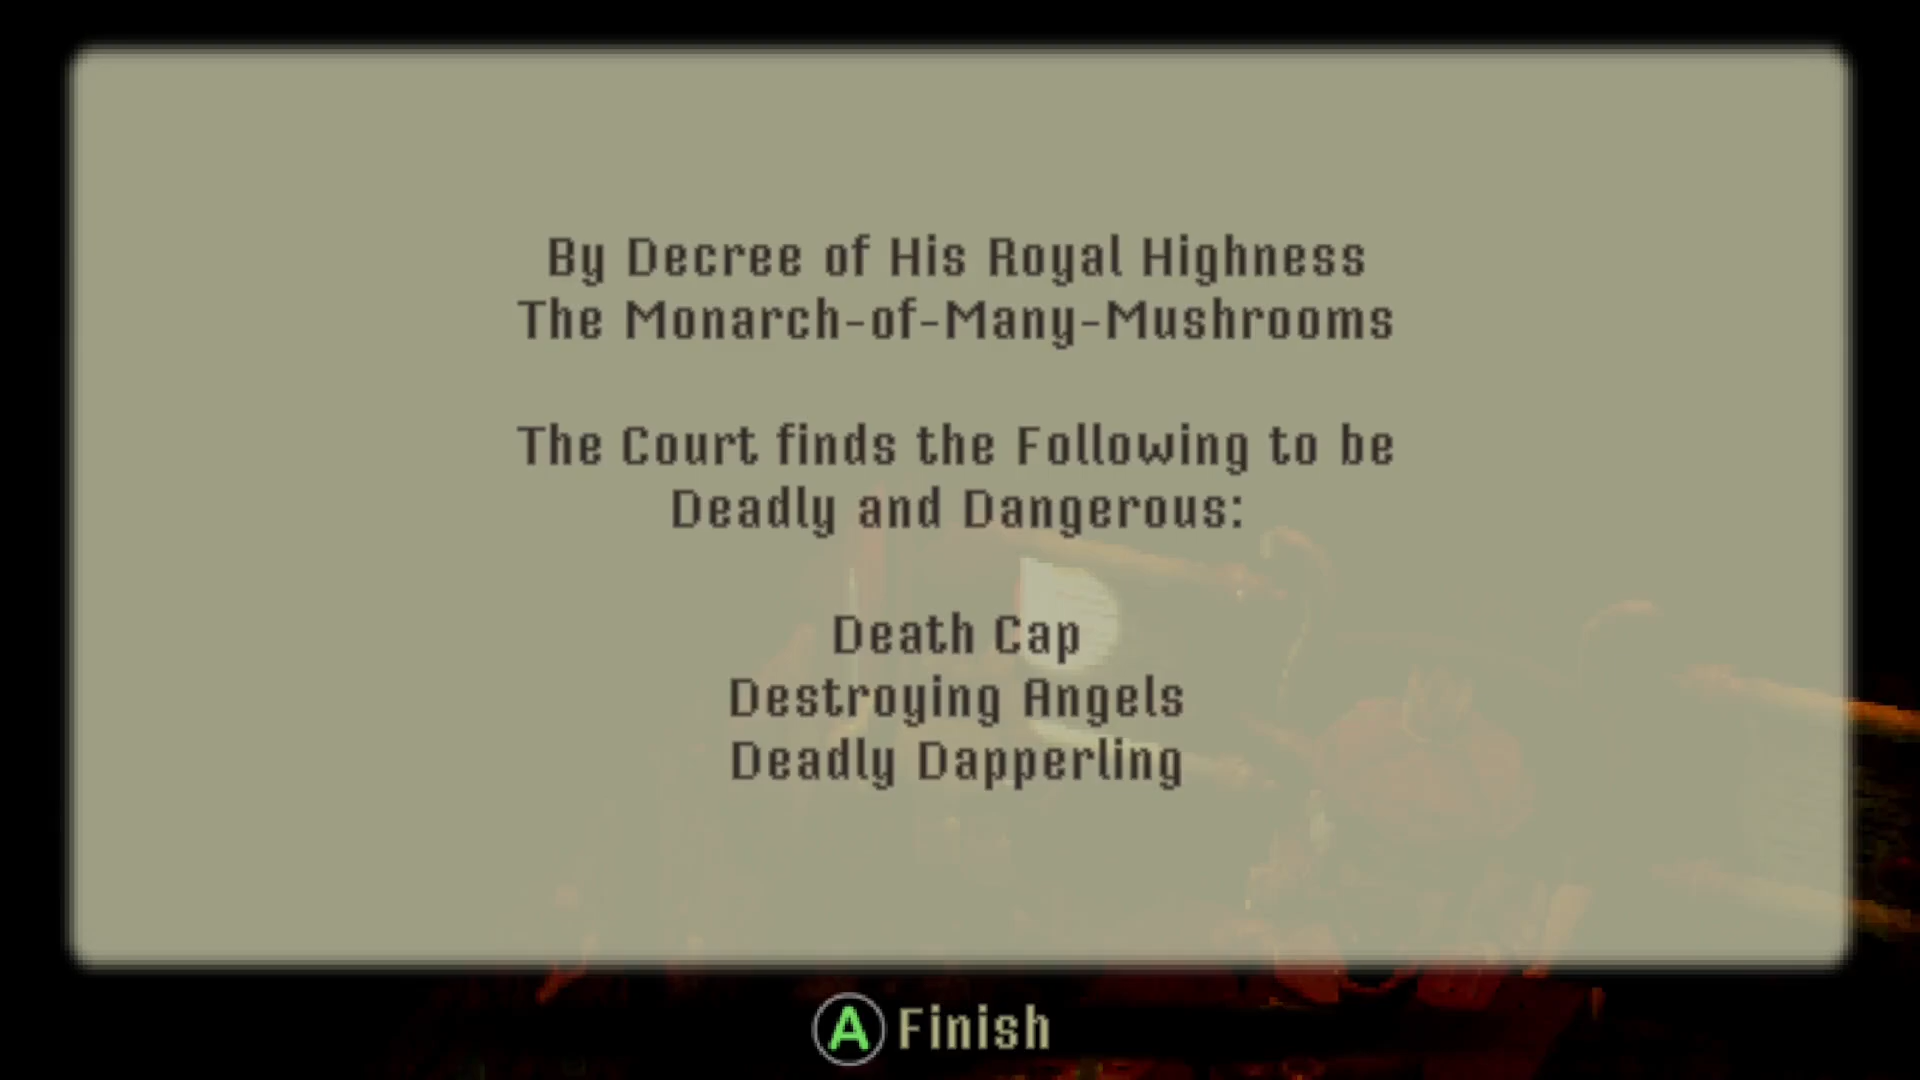 By Decree of His Royal Highness
The Monarch-of-Many-Mushrooms
The Court finds the Following to be
Deadly and Dangerous:
Death Cap
Destroying Angels
Deadly Dapperling
A Finish